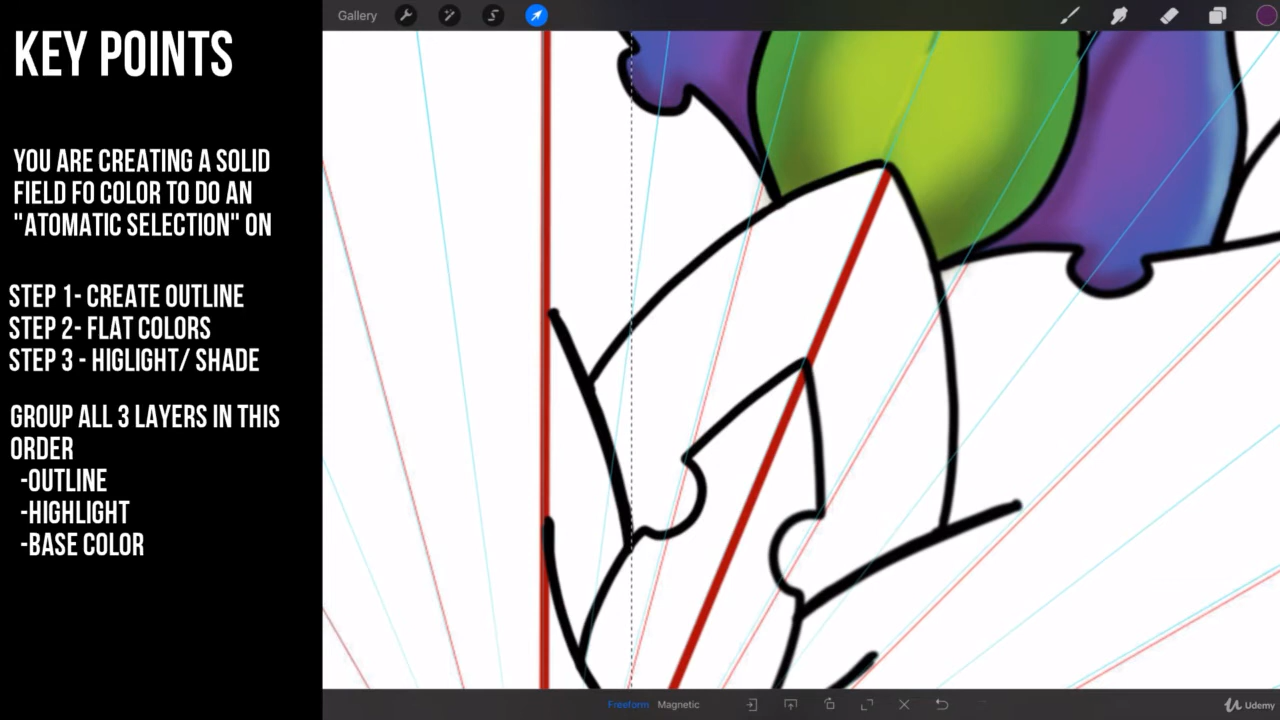 KEY POINTS
YOU ARE CREATING A SOLID
FIELD FO COLOR TO DO AN
"ATOMATIC SELECTION" ON
STEP 1- CREATE OUTLINE
STEP 2- FLAT COLORS
STEP 3 - HIGLIGHT/ SHADE
GROUP ALL 3 LAYERS IN THIS
ORDER
-OUTLINE
-HIGHLIGHT
-BASE COLOR
Gallery
Freeform Magnetic
Udemy